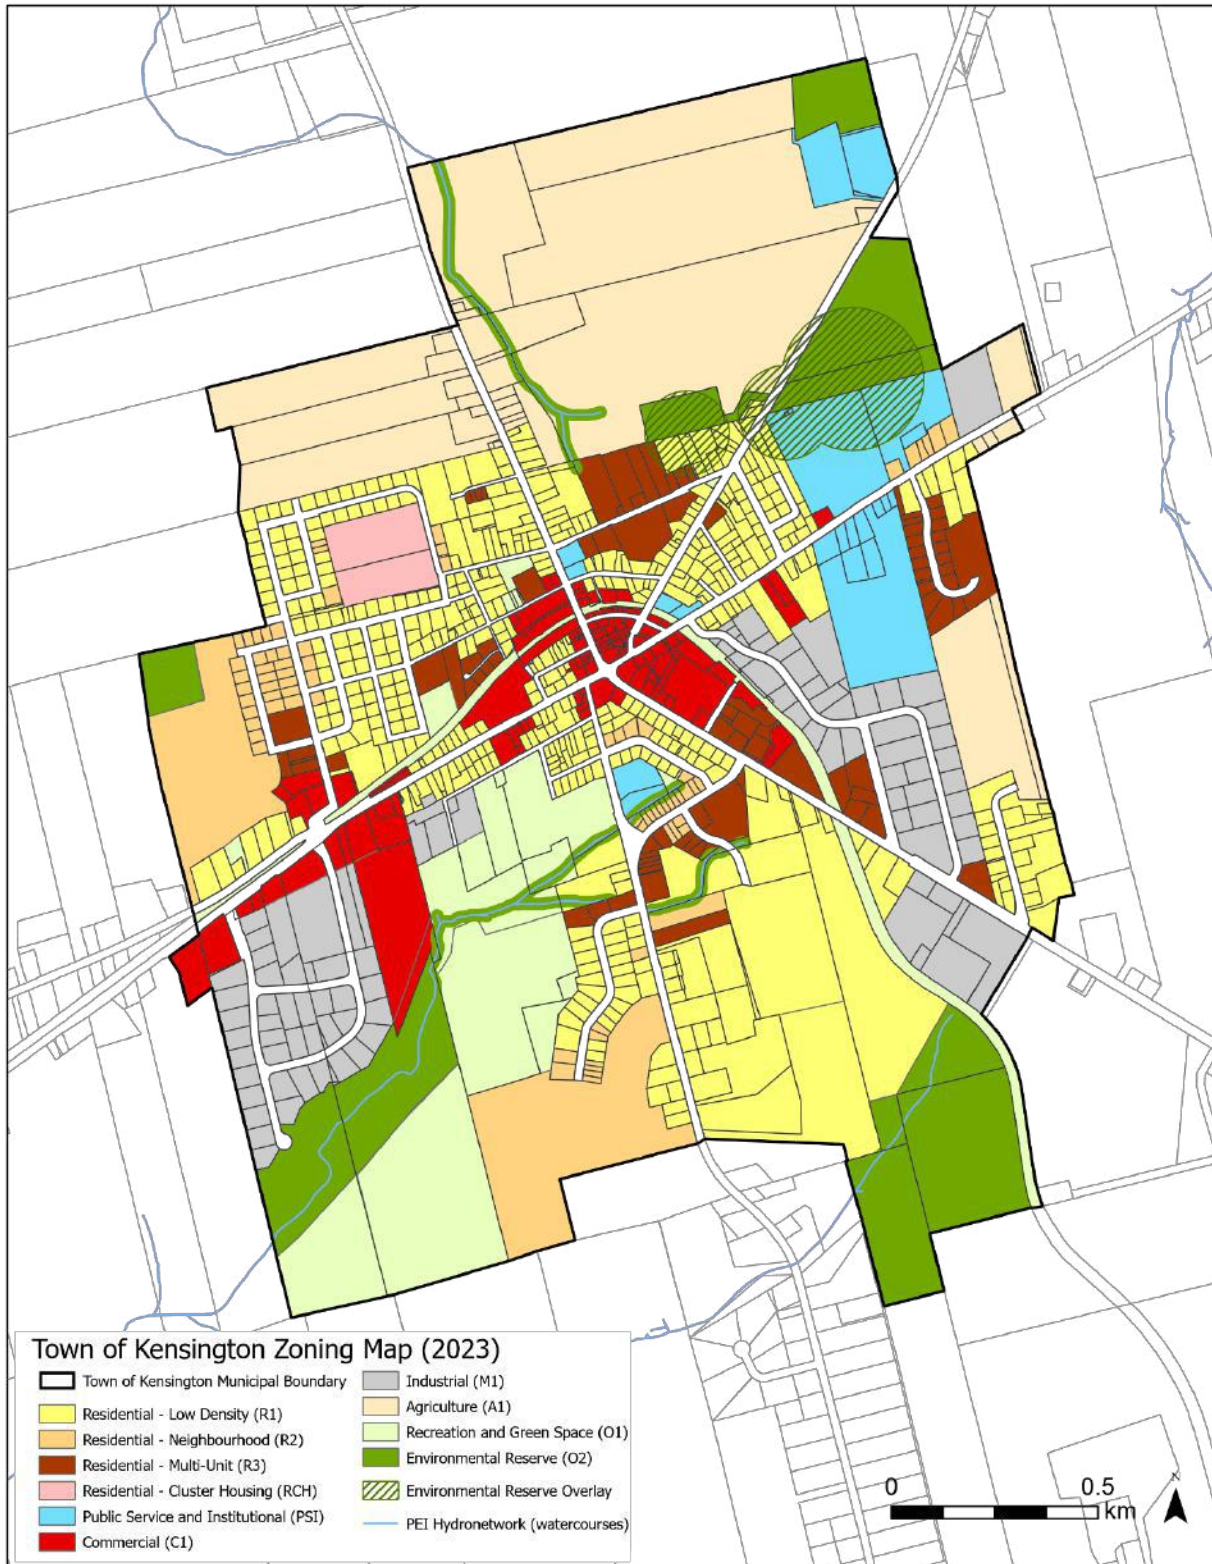 Town of Kensington Zoning Map (2023)
Town of Kensington Municipal Boundary
Residential - Low Density (R1)
Residential - Neighbourhood (R2)
Residential - Multi-Unit (R3)
Residential - Cluster Housing (RCH)
Public Service and Institutional (PSI)
Commercial (C1)
Industrial (M1)
Agriculture (A1)
Recreation and Green Space (O1)
Environmental Reserve (O2)
Environmental Reserve Overlay
PEI Hydronetwork (watercourses)
0 0.5
km
N